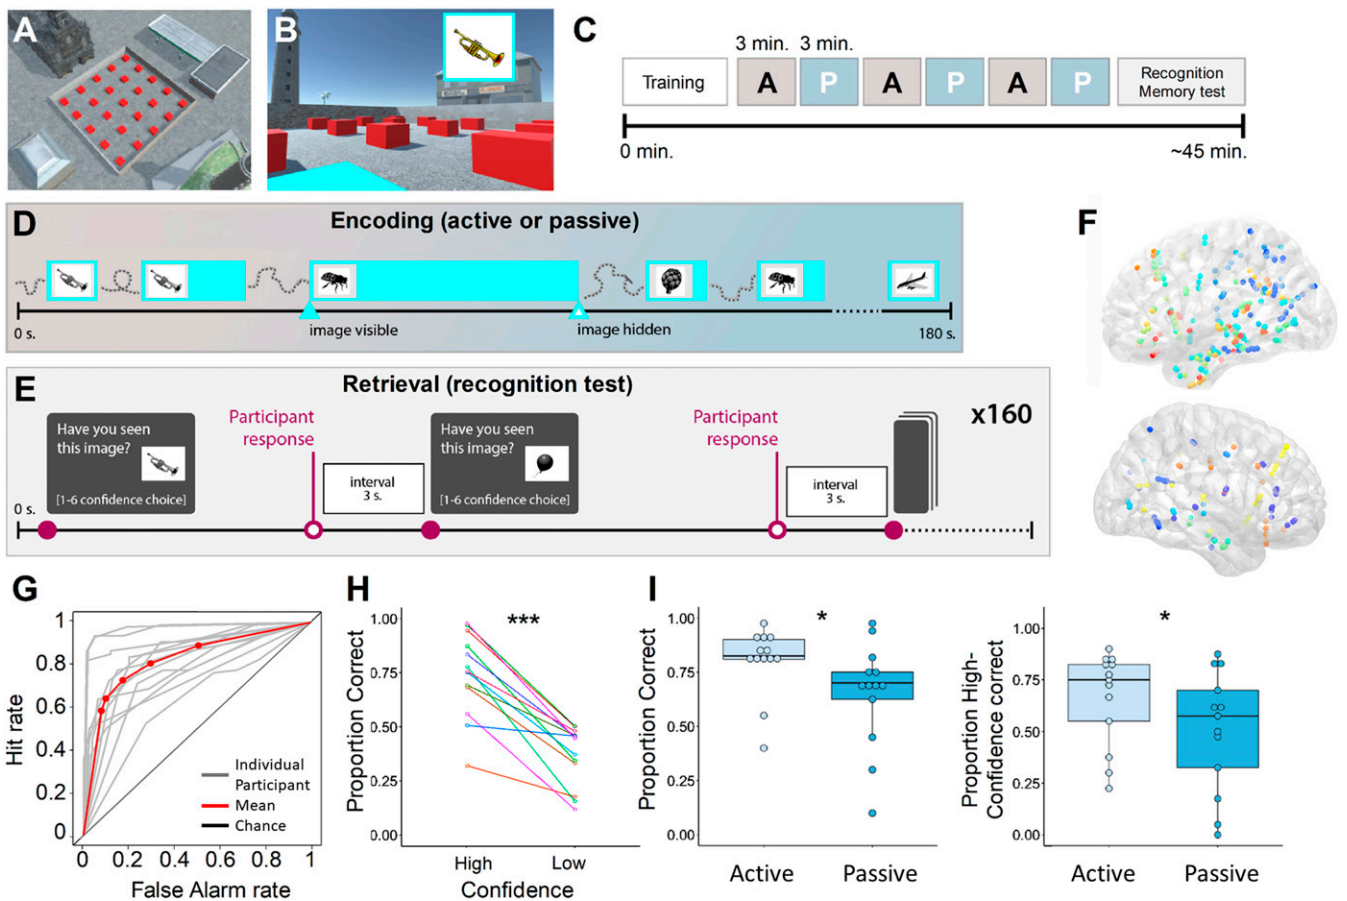 A
B
C
3 min.
3 min.
Training
A
P
A
P
A
P
Recognition
Memory test
0 min.
~45 min.
D
Encoding (active or passive)
0 s.
image visible
image hidden
180 s.
E
Retrieval (recognition test)
x160
Have you seen
this image?
[1-6 confidence choice]
Participant
response
interval
3 s.
Have you seen
this image?
[1-6 confidence choice]
Participant
response
interval
3 s.
0 s.
F
G
Hit rate
1
0.8
0.6
0.4
0.2
0
0
0.2
0.4
0.6
0.8
1
False Alarm rate
Individual
Participant
Mean
Chance
H
***
Proportion Correct
1.00
0.75
0.50
0.25
0.00
High
Low
Confidence
I
*
Proportion Correct
1.00
0.75
0.50
0.25
0.00
Active
Passive
*
Proportion High-
Confidence correct
1.00
0.75
0.50
0.25
0.00
Active
Passive